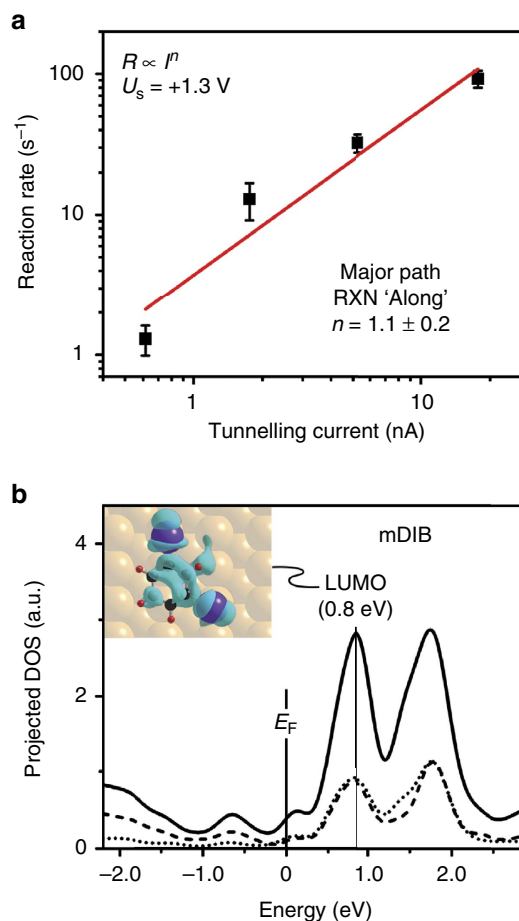 a
R ∝ Iⁿ
Uₛ = +1.3 V
100
10
1
Reaction rate (s⁻¹)
Major path
RXN 'Along'
n = 1.1 ± 0.2
1
10
Tunnelling current (nA)
b
4
2
0
Projected DOS (a.u.)
mDIB
LUMO
(0.8 eV)
E_F
–2.0
–1.0
0
1.0
2.0
Energy (eV)